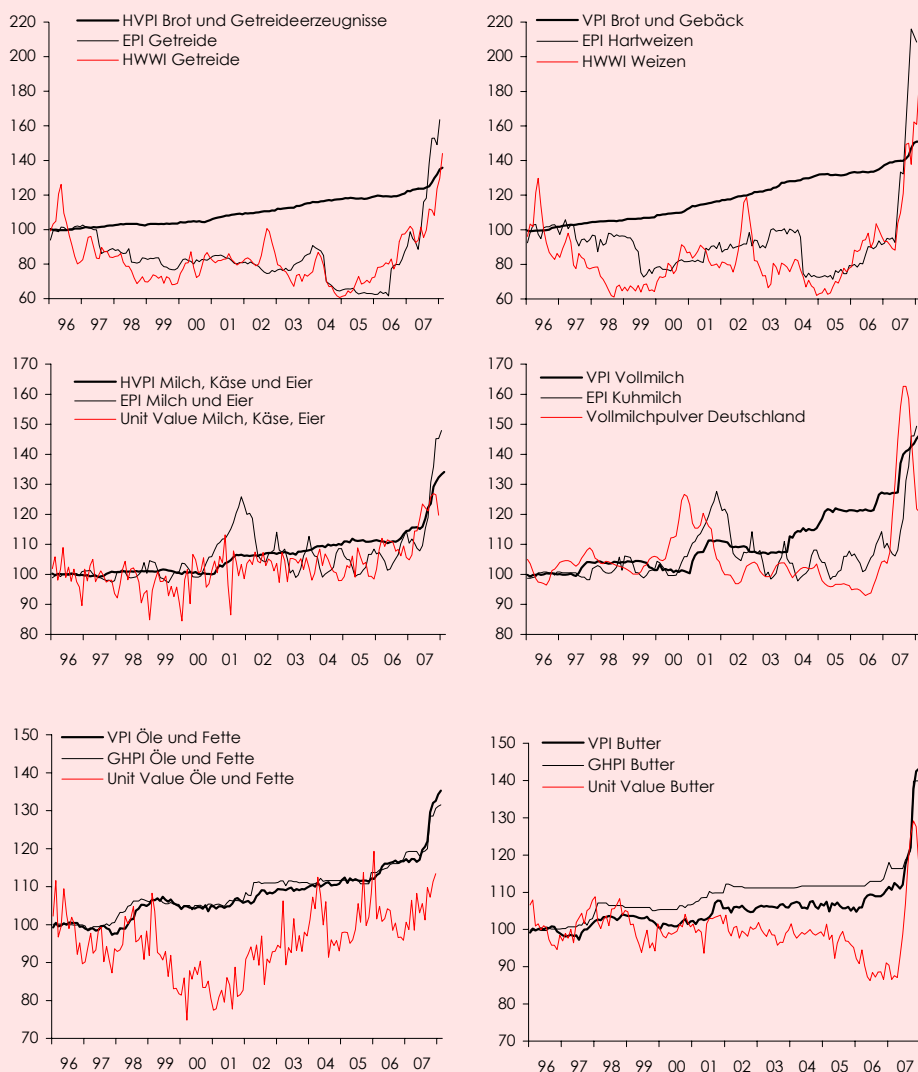 HVPI Brot und Getreideerzeugnisse
EPI Getreide
HWWI Getreide
220
200
180
160
140
120
100
80
60
96 97 98 99 00 01 02 03 04 05 06 07
VPI Brot und Gebäck
EPI Hartweizen
HWWI Weizen
220
200
180
160
140
120
100
80
60
96 97 98 99 00 01 02 03 04 05 06 07
HVPI Milch, Käse und Eier
EPI Milch und Eier
Unit Value Milch, Käse, Eier
170
160
150
140
130
120
110
100
90
80
96 97 98 99 00 01 02 03 04 05 06 07
VPI Vollmilch
EPI Kuhmilch
Vollmilchpulver Deutschland
170
160
150
140
130
120
110
100
90
80
96 97 98 99 00 01 02 03 04 05 06 07
VPI Öle und Fette
GHPI Öle und Fette
Unit Value Öle und Fette
150
140
130
120
110
100
90
80
70
96 97 98 99 00 01 02 03 04 05 06 07
VPI Butter
GHPI Butter
Unit Value Butter
150
140
130
120
110
100
90
80
70
96 97 98 99 00 01 02 03 04 05 06 07